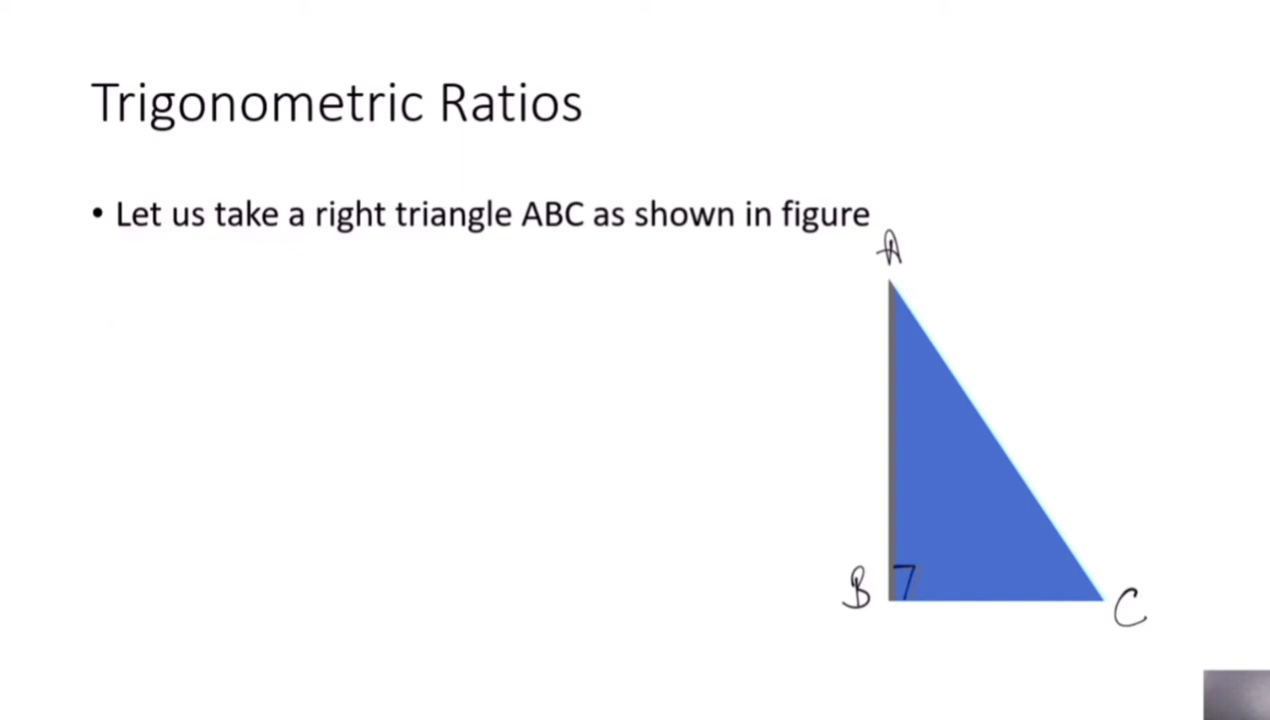 Trigonometric Ratios
• Let us take a right triangle ABC as shown in figure
A
B
C